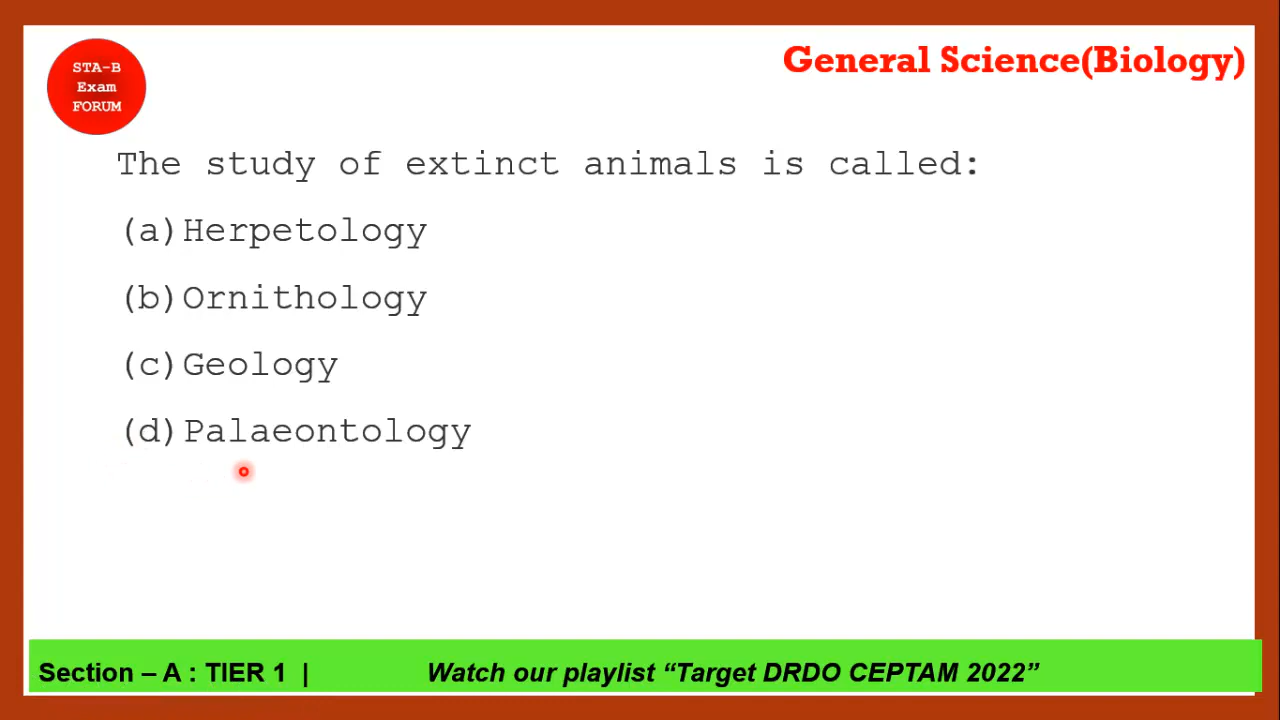 STA-B
Exam
FORUM
General Science(Biology)
The study of extinct animals is called:
(a)Herpetology
(b)Ornithology
(c)Geology
(d)Palaeontology
Section – A : TIER 1 | Watch our playlist “Target DRDO CEPTAM 2022”